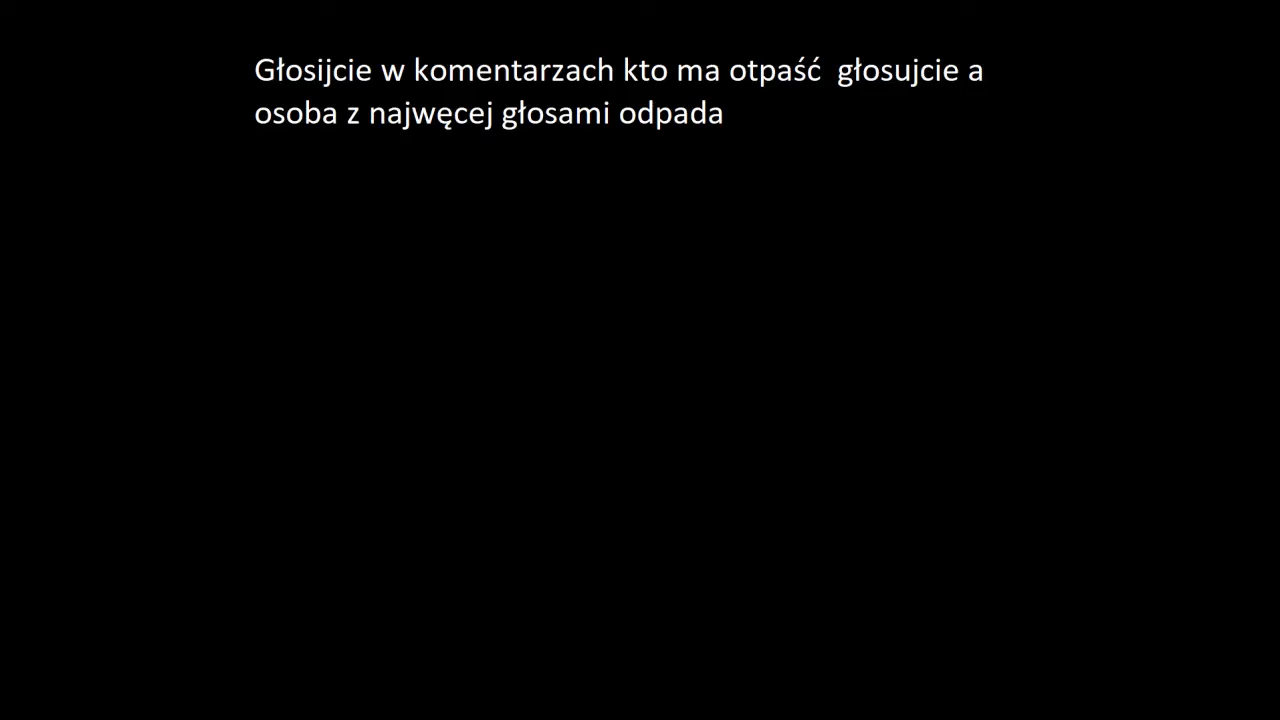 Głosijcie w komentarzach kto ma otpaść  głosujcie a
osoba z najwęcej głosami odpada